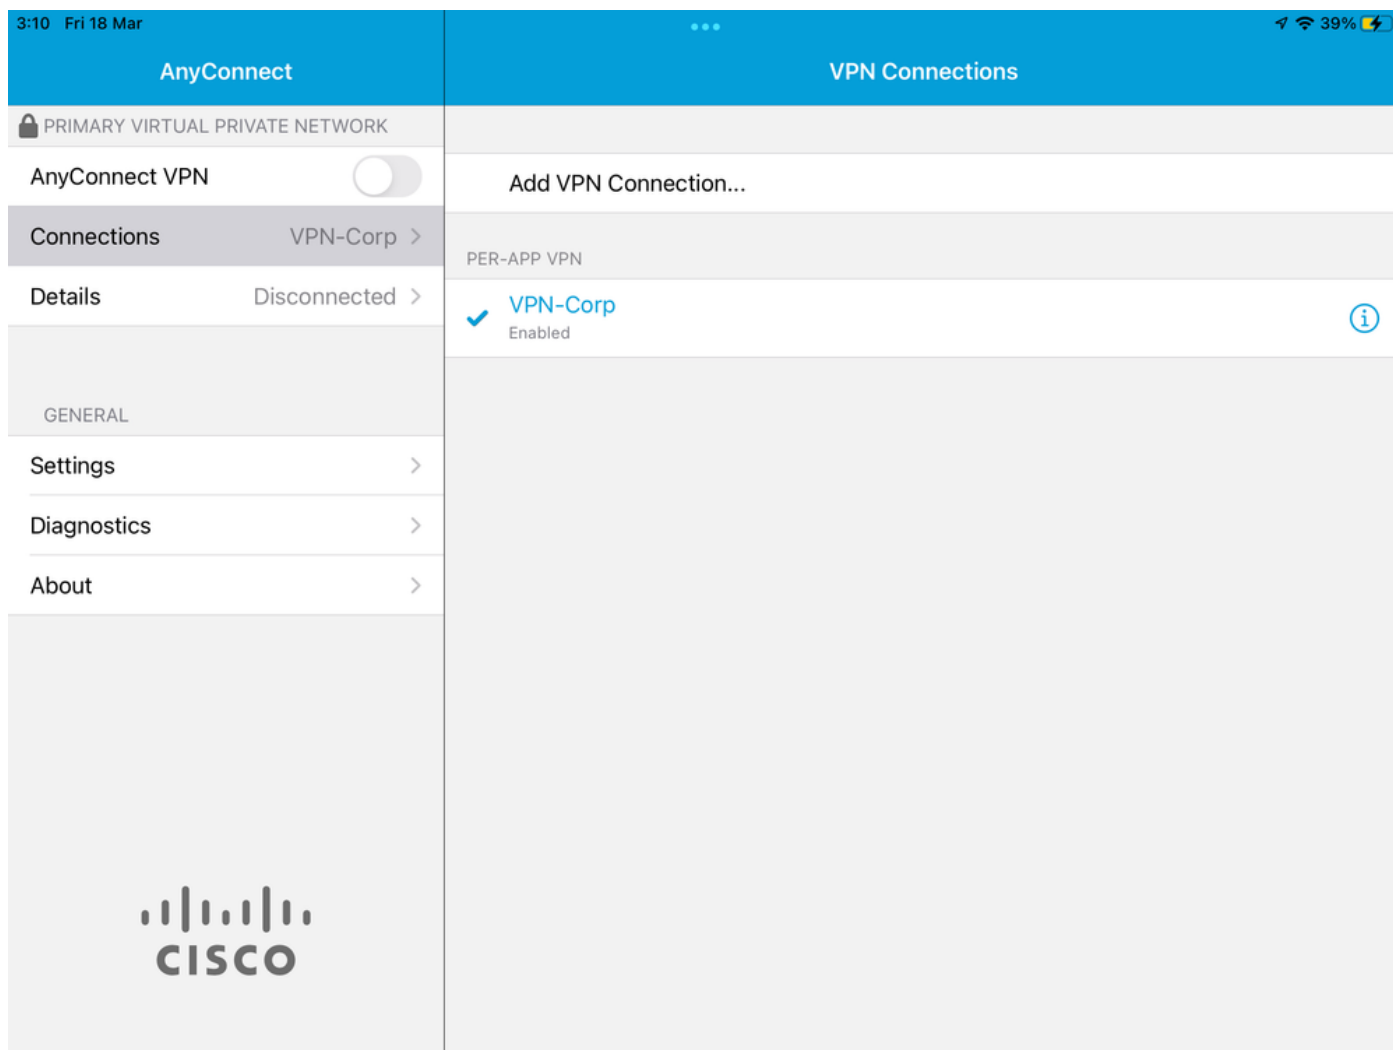 3:10 Fri 18 Mar
39%
AnyConnect
VPN Connections
PRIMARY VIRTUAL PRIVATE NETWORK
AnyConnect VPN
Connections VPN-Corp
Details Disconnected
GENERAL
Settings
Diagnostics
About
CISCO
Add VPN Connection...
PER-APP VPN
VPN-Corp
Enabled